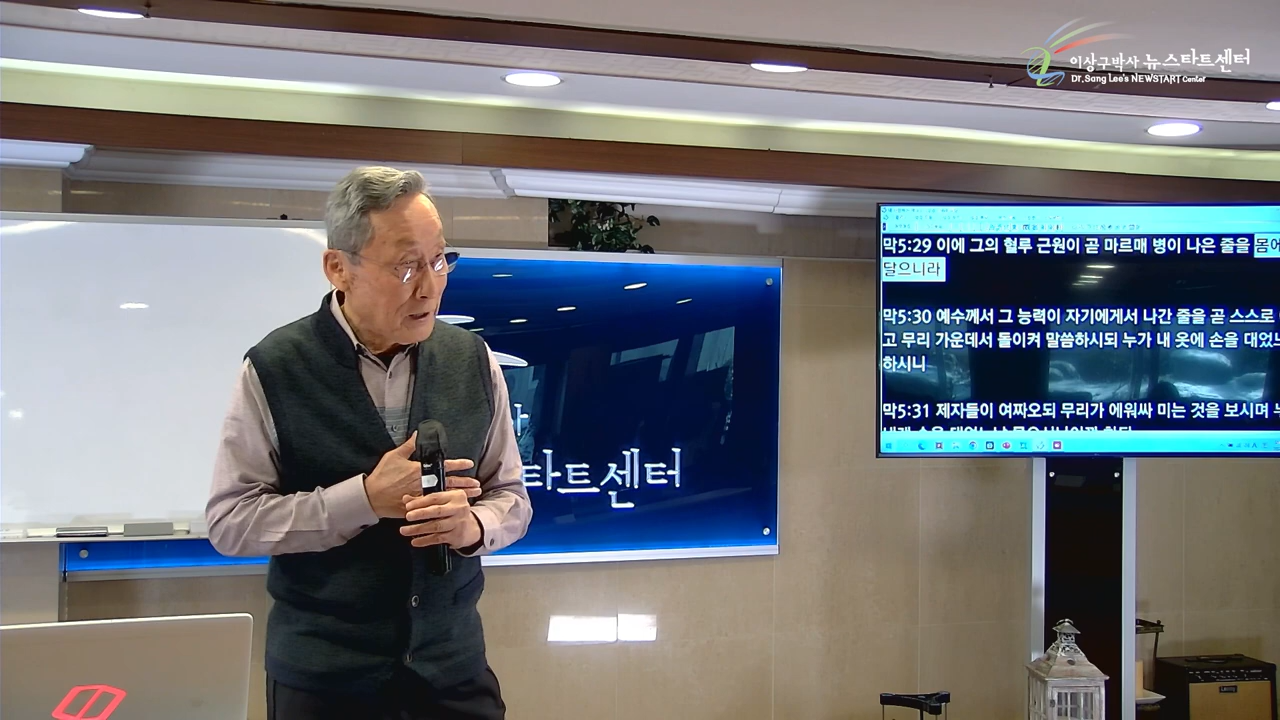 이상구박사 뉴스타트센터
Dr. Sang Lee's NEWSTART Center
막5:29 이에 그의 혈루 근원이 곧 마르매 병이 나은 줄을 몸에
달으니라
막5:30 예수께서 그 능력이 자기에게서 나간 줄을 곧 스스로
고 무리 가운데서 돌이켜 말씀하시되 누가 내 옷에 손을 대었느
하시니
막5:31 제자들이 여짜오되 무리가 에워싸 미는 것을 보시며
타트센터